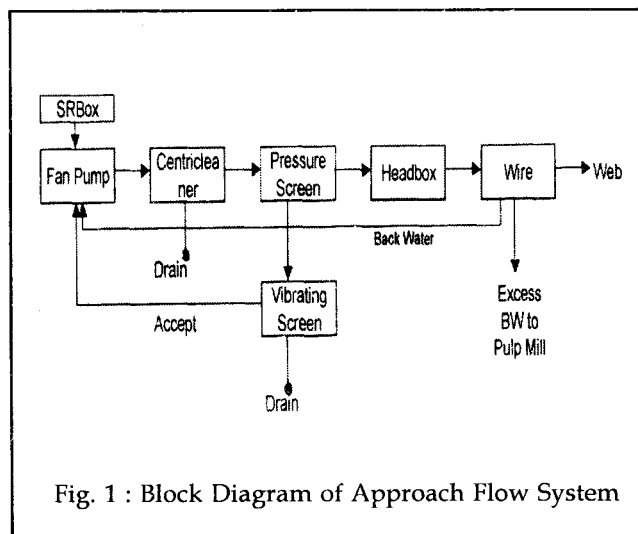 SRBox
Fan Pump
Centriclea
ner
Pressure
Screen
Headbox
Wire
Web
Back Water
Drain
Vibrating
Screen
Accept
Excess
BW to
Pulp Mill
Drain
Fig. 1 : Block Diagram of Approach Flow System